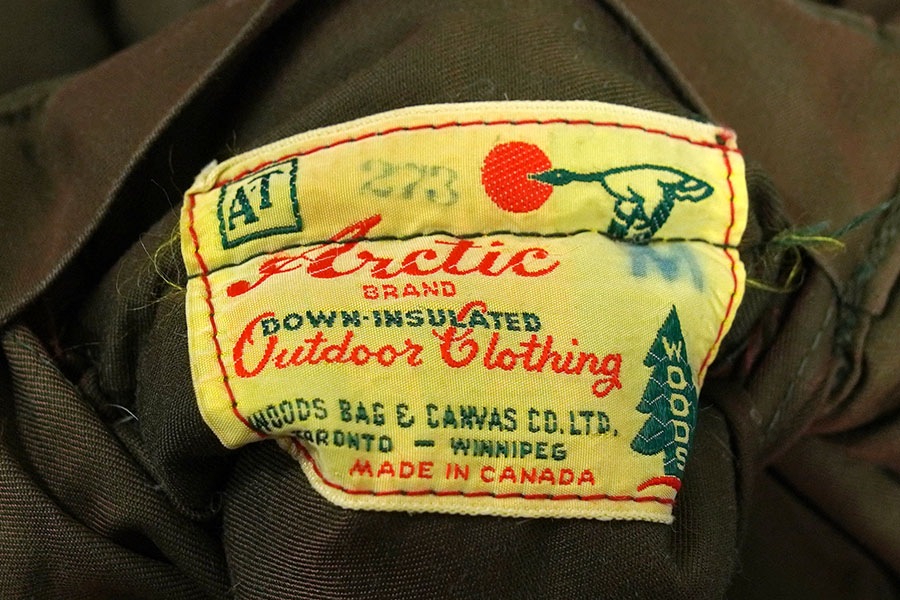 AT 273
M
Arctic
BRAND
DOWN-INSULATED
Outdoor Clothing
WOODS
WOODS BAG & CANVAS CO. LTD.
TORONTO — WINNIPEG
MADE IN CANADA